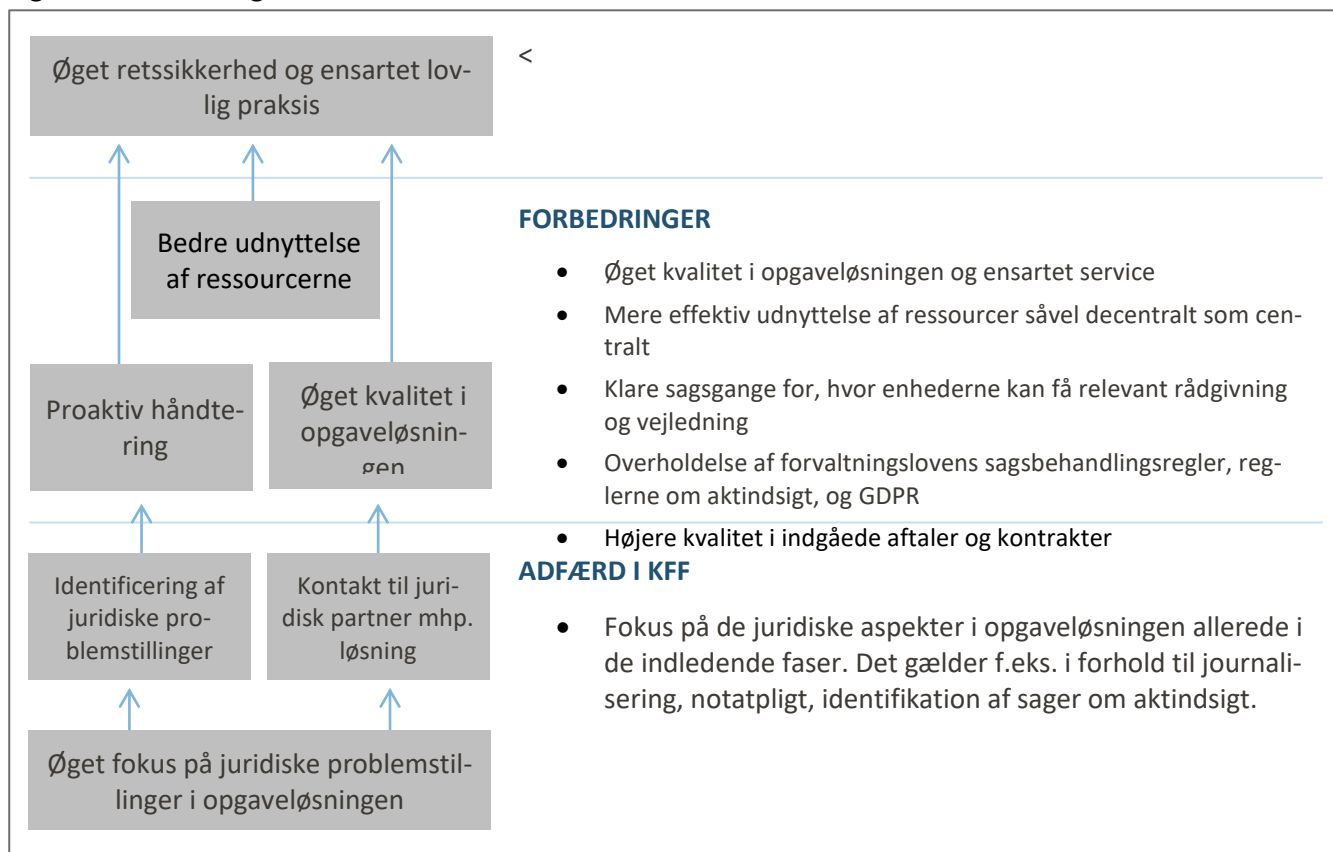 Øget retssikkerhed og ensartet lov-
lig praksis
<
Bedre udnyttelse
af ressourcerne
Proaktiv håndte-
ring
Øget kvalitet i
opgaveløsnin-
gen
FORBEDRINGER
• Øget kvalitet i opgaveløsningen og ensartet service
• Mere effektiv udnyttelse af ressourcer såvel decentralt som cen-
tralt
• Klare sagsgange for, hvor enhederne kan få relevant rådgivning
og vejledning
• Overholdelse af forvaltningslovens sagsbehandlingsregler, reg-
lerne om aktindsigt, og GDPR
• Højere kvalitet i indgåede aftaler og kontrakter
Identificering af
juridiske pro-
blemstillinger
Kontakt til juri-
disk partner mhp.
løsning
ADFÆRD I KFF
• Fokus på de juridiske aspekter i opgaveløsningen allerede i
de indledende faser. Det gælder f.eks. i forhold til journali-
sering, notatpligt, identifikation af sager om aktindsigt.
Øget fokus på juridiske problemstil-
linger i opgaveløsningen